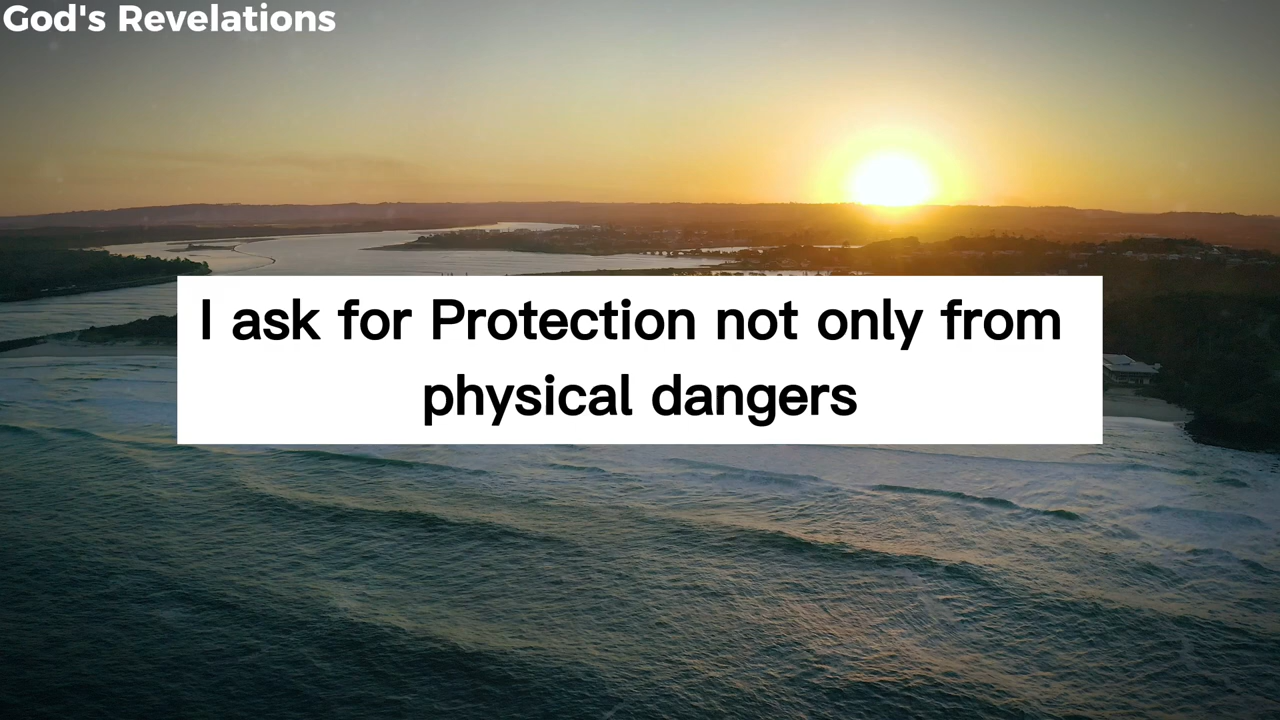 God's Revelations
I ask for Protection not only from
physical dangers